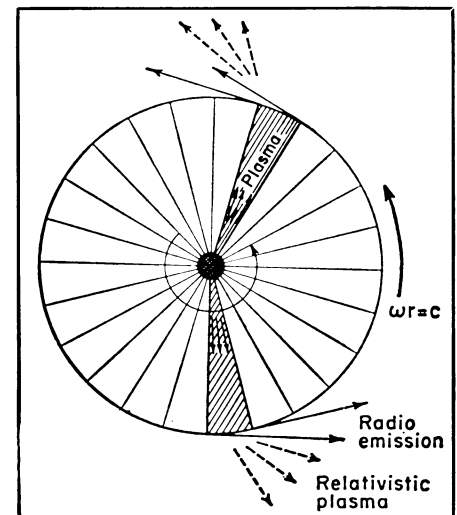 Plasma
ωr=c
Radio
emission
Relativistic
plasma